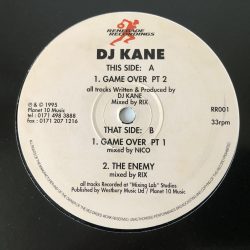 RENEGADE
RECORDINGS
DJ KANE
THIS SIDE: A
1. GAME OVER PT 2
all tracks Written & Produced by
DJ KANE
Mixed by RIX
℗ & © 1995
Planet 10 Music
Tel: 0171 498 3888
Fax: 0171 207 1216
RR001
33rpm
THAT SIDE: B
1. GAME OVER PT 1
mixed by NICO
2. THE ENEMY
mixed by RIX
all tracks Recorded at "Mixing Lab" Studios
Published by Westbury Music Ltd / Planet 10 Music